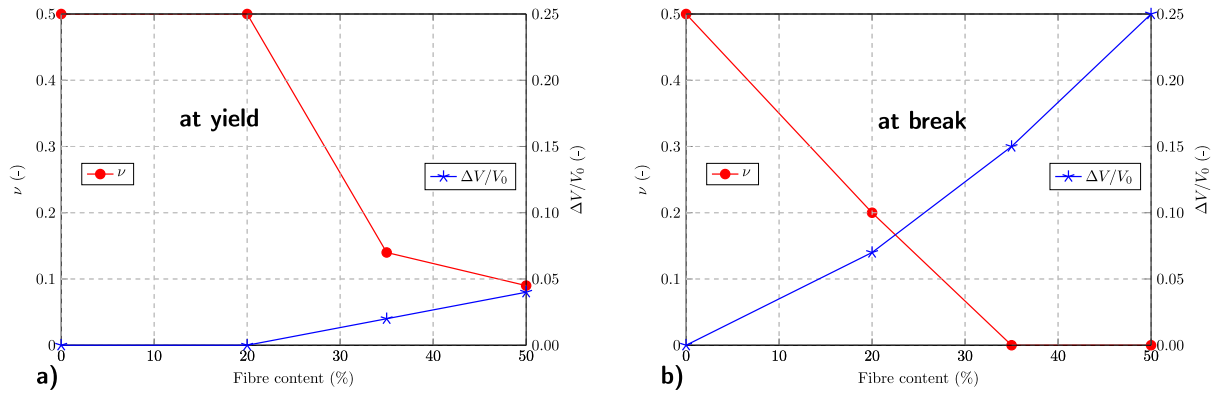 0.5
0.4
0.3
0.2
0.1
0
ν (-)
0.25
0.20
0.15
0.10
0.05
0.00
ΔV/V₀ (-)
at yield
ν
ΔV/V₀
0 10 20 30 40 50
Fibre content (%)
a)
0.5
0.4
0.3
0.2
0.1
0
ν (-)
0.25
0.20
0.15
0.10
0.05
0.00
ΔV/V₀ (-)
at break
ν
ΔV/V₀
0 10 20 30 40 50
Fibre content (%)
b)